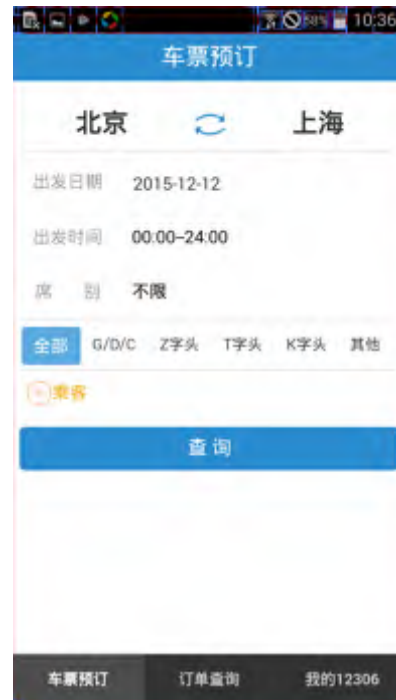 58% 10:36
车票预订
北京 上海
出发日期 2015-12-12
出发时间 00:00–24:00
席 别 不限
全部 G/D/C Z字头 T字头 K字头 其他
乘客
查询
车票预订 订单查询 我的12306